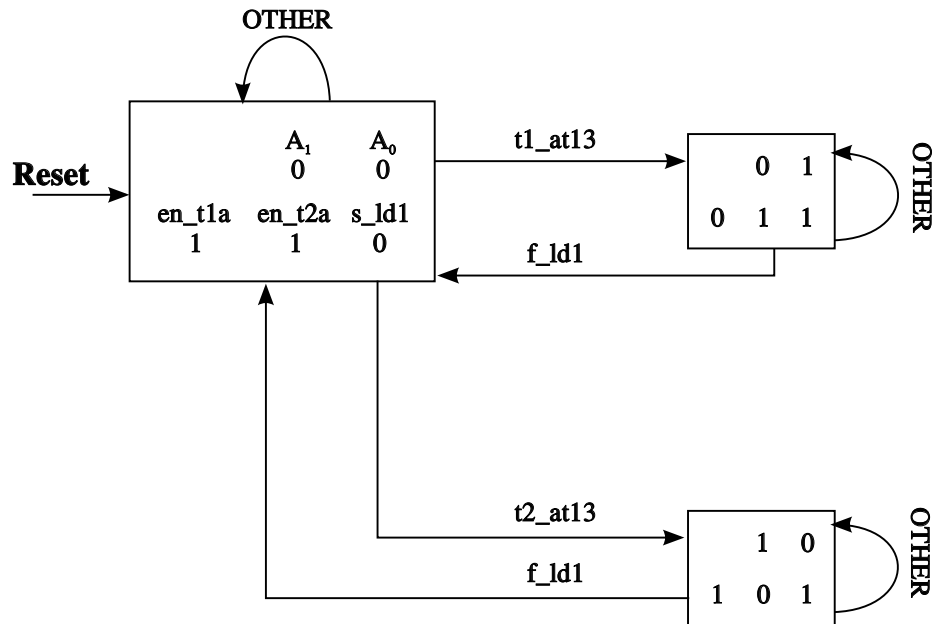 OTHER
A₁ A₀
0 0
en_t1a en_t2a s_ld1
1 1 0
Reset
t1_at13
f_ld1
0 1
0 1 1
OTHER
t2_at13
f_ld1
1 0
1 0 1
OTHER